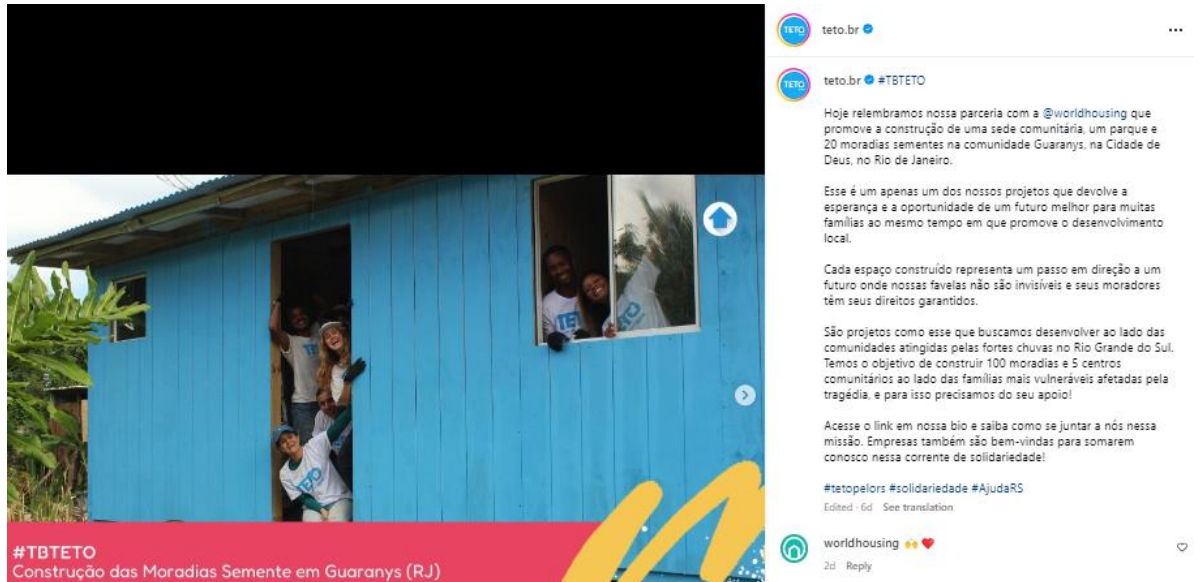 TETO
teto.br
TETO
teto.br #TBTETO
Hoje relembramos nossa parceria com a @worldhousing que
promove a construção de uma sede comunitária, um parque e
20 moradias sementes na comunidade Guaranys, na Cidade de
Deus, no Rio de Janeiro.
Esse é um apenas um dos nossos projetos que devolve a
esperança e a oportunidade de um futuro melhor para muitas
famílias ao mesmo tempo em que promove o desenvolvimento
local.
Cada espaço construído representa um passo em direção a um
futuro onde nossas favelas não são invisíveis e seus moradores
têm seus direitos garantidos.
São projetos como esse que buscamos desenvolver ao lado das
comunidades atingidas pelas fortes chuvas no Rio Grande do Sul.
Temos o objetivo de construir 100 moradias e 5 centros
comunitários ao lado das famílias mais vulneráveis afetadas pela
tragédia, e para isso precisamos do seu apoio!
Acesse o link em nossa bio e saiba como se juntar a nós nessa
missão. Empresas também são bem-vindas para somarem
conosco nessa corrente de solidariedade!
#tetopelors #solidariedade #AjudaRS
Edited · 6d See translation
worldhousing 🙌 ❤️
2d Reply
TETO
TETO
#TBTETO
Construção das Moradias Semente em Guaranys (RJ)